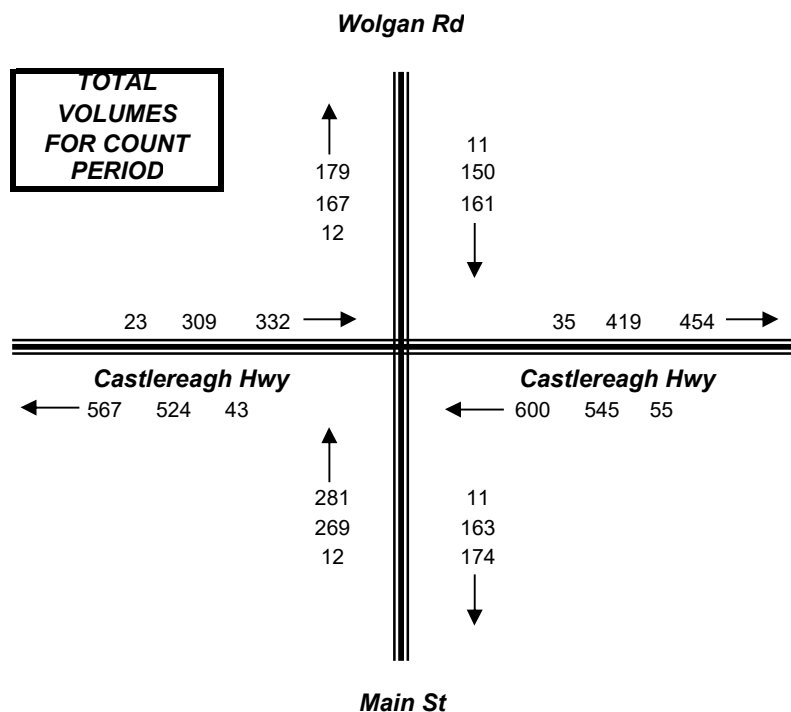 Wolgan Rd
TOTAL
VOLUMES
FOR COUNT
PERIOD
11
179 150
167 161
12
23 309 332 35 419 454
Castlereagh Hwy Castlereagh Hwy
567 524 43 600 545 55
281 11
269 163
12 174
Main St